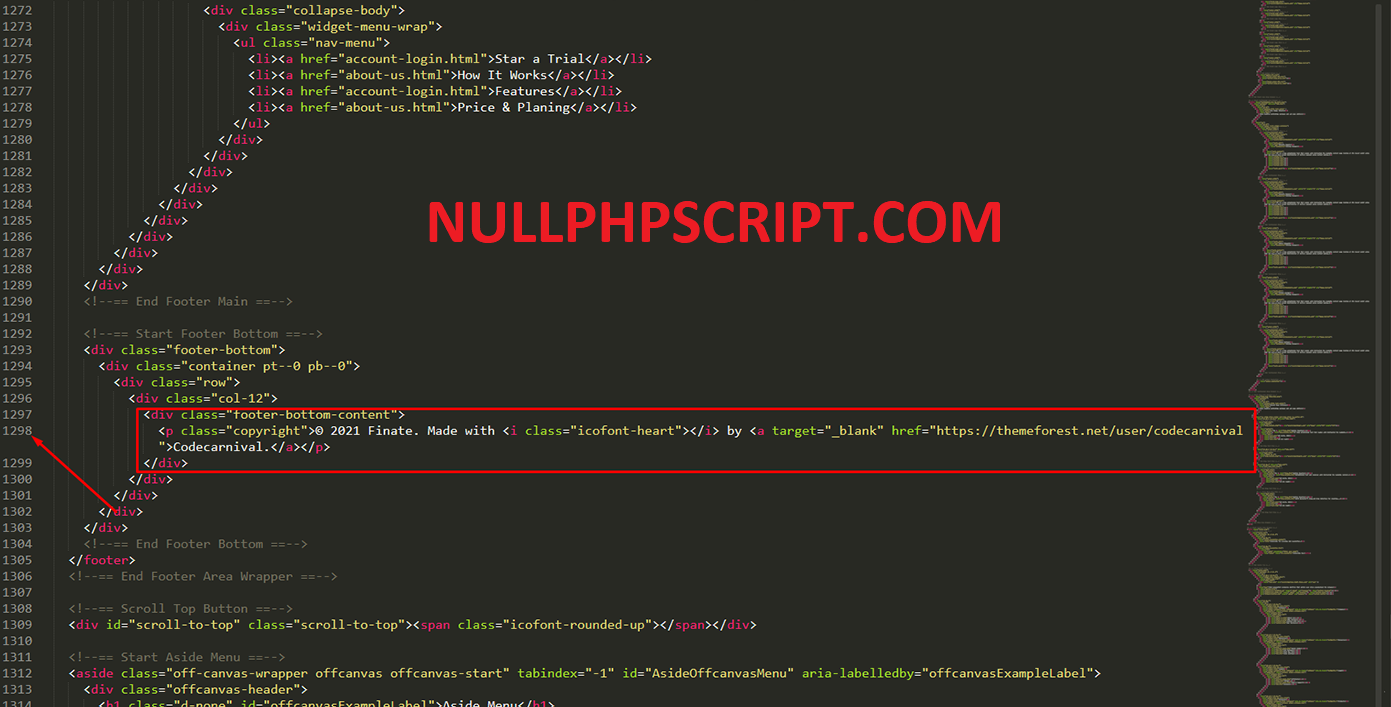 1272 <div class="collapse-body">
1273 <div class="widget-menu-wrap">
1274 <ul class="nav-menu">
1275 <li><a href="account-login.html">Star a Trial</a></li>
1276 <li><a href="about-us.html">How It Works</a></li>
1277 <li><a href="account-login.html">Features</a></li>
1278 <li><a href="about-us.html">Price & Planing</a></li>
1279 </ul>
1280 </div>
1281 </div>
1282 </div>
1283 </div>
1284 </div>
1285 </div>
1286 </div>
1287 </div>
1288 </div>
1289 </div>
NULLPHPSCRIPT.COM
1290 <!--== End Footer Main ==-->
1291
1292 <!--== Start Footer Bottom ==-->
1293 <div class="footer-bottom">
1294 <div class="container pt--0 pb--0">
1295 <div class="row">
1296 <div class="col-12">
1297 <div class="footer-bottom-content">
1298 <p class="copyright">© 2021 Finate. Made with <i class="icofont-heart"></i> by <a target="_blank" href="https://themeforest.net/user/codecarnival
">Codecarnival.</a></p>
1299 </div>
1300 </div>
1301 </div>
1302 </div>
1303 </div>
1304 <!--== End Footer Bottom ==-->
1305 </footer>
1306 <!--== End Footer Area Wrapper ==-->
1307
1308 <!--== Scroll Top Button ==-->
1309 <div id="scroll-to-top" class="scroll-to-top"><span class="icofont-rounded-up"></span></div>
1310
1311 <!--== Start Aside Menu ==-->
1312 <aside class="off-canvas-wrapper offcanvas offcanvas-start" tabindex="-1" id="AsideOffcanvasMenu" aria-labelledby="offcanvasExampleLabel">
1313 <div class="offcanvas-header">
1314 <h1 class="d-none" id="offcanvasExampleLabel">Aside Menu</h1>